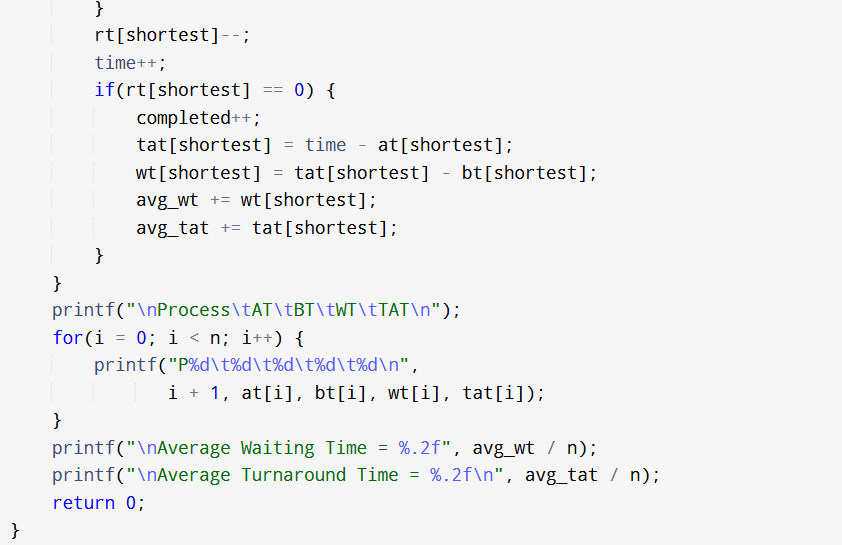 }
rt[shortest]--;
time++;
if(rt[shortest] == 0) {
completed++;
tat[shortest] = time - at[shortest];
wt[shortest] = tat[shortest] - bt[shortest];
avg_wt += wt[shortest];
avg_tat += tat[shortest];
}
}
printf("\nProcess\tAT\tBT\tWT\tTAT\n");
for(i = 0; i < n; i++) {
printf("P%d\t%d\t%d\t%d\t%d\n",
i + 1, at[i], bt[i], wt[i], tat[i]);
}
printf("\nAverage Waiting Time = %.2f", avg_wt / n);
printf("\nAverage Turnaround Time = %.2f\n", avg_tat / n);
return 0;
}